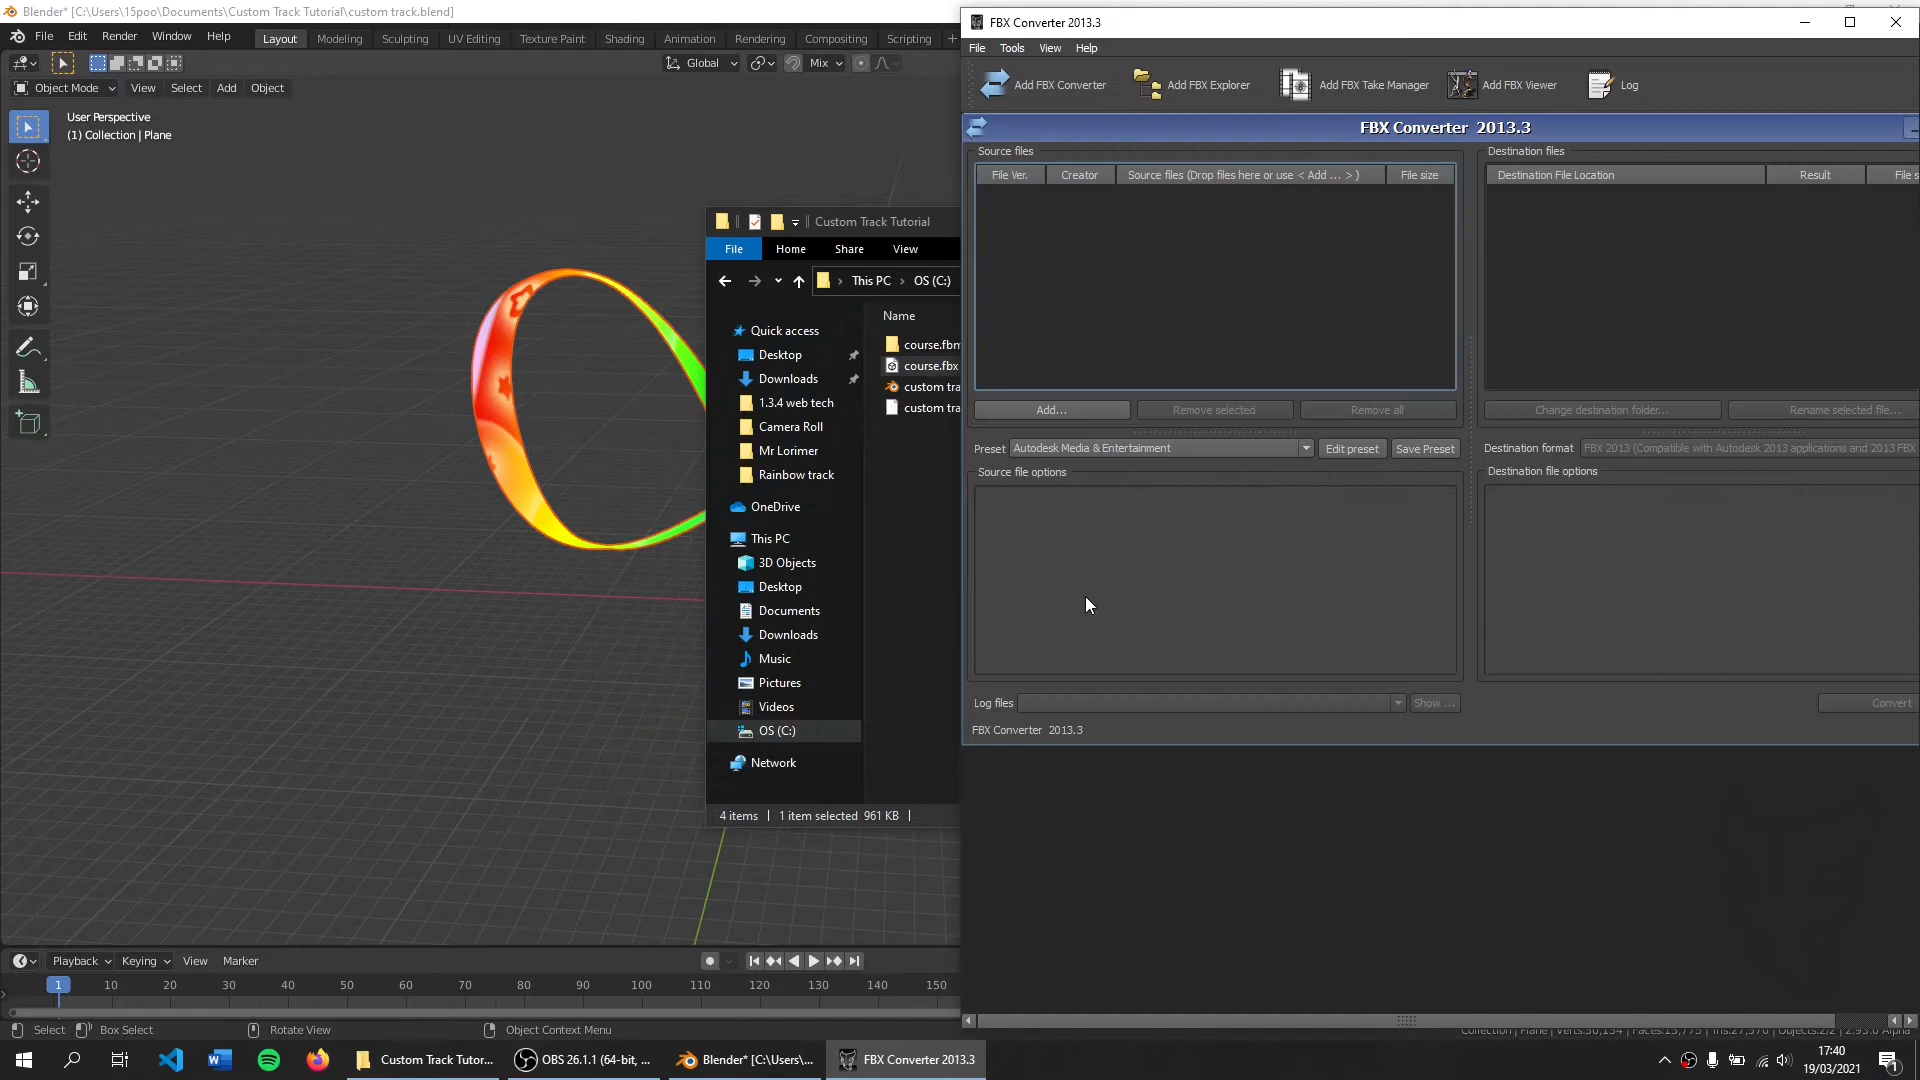 Blender* [C:\Users\15poo\Documents\Custom Track Tutorial\custom track.blend]
File Edit Render Window Help
Layout Modeling Sculpting UV Editing Texture Paint Shading Animation Rendering Compositing Scripting +
Global Mix
Object Mode View Select Add Object
User Perspective
(1) Collection | Plane
Custom Track Tutorial
File Home Share View
This PC › OS (C:)
Name
Quick access
Desktop
Downloads
1.3.4 web tech
Camera Roll
Mr Lorimer
Rainbow track
OneDrive
This PC
3D Objects
Desktop
Documents
Downloads
Music
Pictures
Videos
OS (C:)
Network
course.fbm
course.fbx
custom tra
custom tra
4 items 1 item selected 961 KB
FBX Converter 2013.3
File Tools View Help
Add FBX Converter Add FBX Explorer Add FBX Take Manager Add FBX Viewer Log
FBX Converter 2013.3
Source files
File Ver. Creator Source files (Drop files here or use < Add ... > ) File size
Add... Remove selected Remove all
Preset Autodesk Media & Entertainment Edit preset Save Preset
Source file options
Destination files
Destination File Location Result File s
Change destination folder... Rename selected file...
Destination format FBX 2013 (Compatible with Autodesk 2013 applications and 2013 FBX
Destination file options
Log files Show ... Convert
FBX Converter 2013.3
Playback Keying View Marker
1 10 20 30 40 50 60 70 80 90 100 110 120 130 140 150
Select Box Select Rotate View Object Context Menu
Custom Track Tutor... OBS 26.1.1 (64-bit, ... Blender* [C:\Users\... FBX Converter 2013.3
17:40
19/03/2021
1